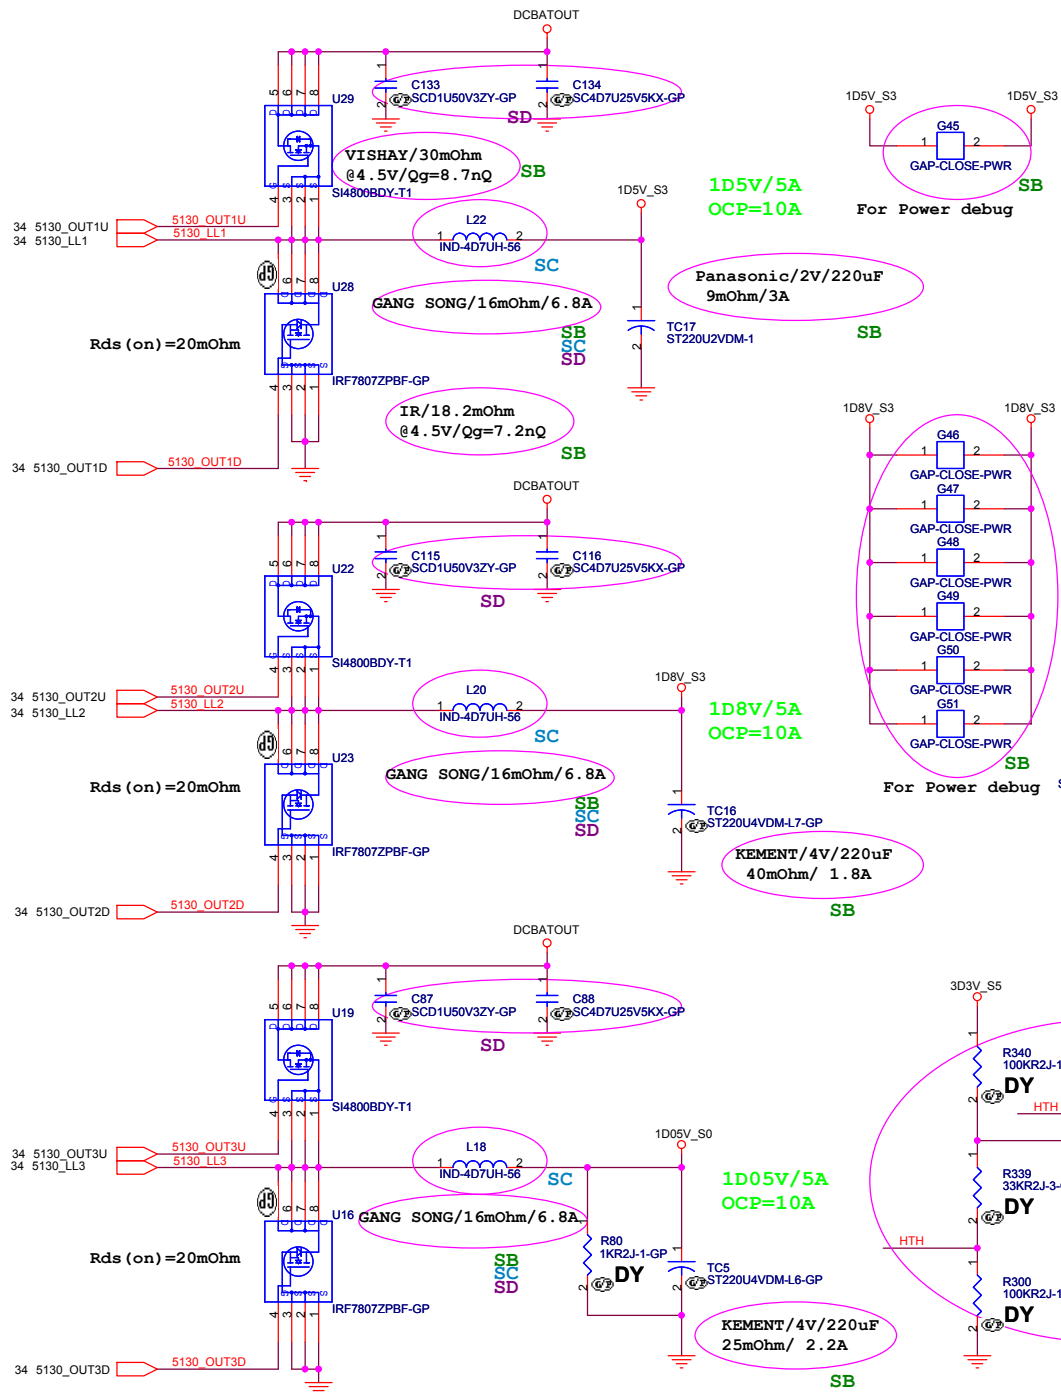 DCBATOUT
C133
SCD1U50V3ZY-GP
C134
SC4D7U25V5KX-GP
SD
U29
SI4800BDY-T1
VISHAY/30mOhm
@4.5V/Qg=8.7nQ
SB
34 5130_OUT1U
5130_OUT1U
34 5130_LL1
5130_LL1
L22
IND-4D7UH-56
SC
1D5V_S3
1D5V/5A
OCP=10A
1D5V_S3
1D5V_S3
G45
GAP-CLOSE-PWR
SB
For Power debug
U28
IRF7807ZPBF-GP
Rds(on)=20mOhm
GANG SONG/16mOhm/6.8A
SB
SC
SD
TC17
ST220U2VDM-1
Panasonic/2V/220uF
9mOhm/3A
SB
IR/18.2mOhm
@4.5V/Qg=7.2nQ
SB
34 5130_OUT1D
5130_OUT1D
1D8V_S3
1D8V_S3
G46
GAP-CLOSE-PWR
G47
GAP-CLOSE-PWR
G48
GAP-CLOSE-PWR
G49
GAP-CLOSE-PWR
G50
GAP-CLOSE-PWR
G51
GAP-CLOSE-PWR
SB
For Power debug
DCBATOUT
C115
SCD1U50V3ZY-GP
C116
SC4D7U25V5KX-GP
SD
U22
SI4800BDY-T1
34 5130_OUT2U
5130_OUT2U
34 5130_LL2
5130_LL2
L20
IND-4D7UH-56
SC
1D8V_S3
1D8V/5A
OCP=10A
U23
IRF7807ZPBF-GP
Rds(on)=20mOhm
GANG SONG/16mOhm/6.8A
SB
SC
SD
TC16
ST220U4VDM-L7-GP
KEMENT/4V/220uF
40mOhm/ 1.8A
SB
34 5130_OUT2D
5130_OUT2D
DCBATOUT
C87
SCD1U50V3ZY-GP
C88
SC4D7U25V5KX-GP
SD
U19
SI4800BDY-T1
34 5130_OUT3U
5130_OUT3U
34 5130_LL3
5130_LL3
L18
IND-4D7UH-56
SC
1D05V_S0
1D05V/5A
OCP=10A
U16
IRF7807ZPBF-GP
Rds(on)=20mOhm
GANG SONG/16mOhm/6.8A
SB
SC
SD
R80
1KR2J-1-GP
DY
TC5
ST220U4VDM-L6-GP
KEMENT/4V/220uF
25mOhm/ 2.2A
SB
34 5130_OUT3D
5130_OUT3D
3D3V_S5
R340
100KR2J-1
DY
HTH
R339
33KR2J-3-
DY
HTH
R300
100KR2J-1
DY